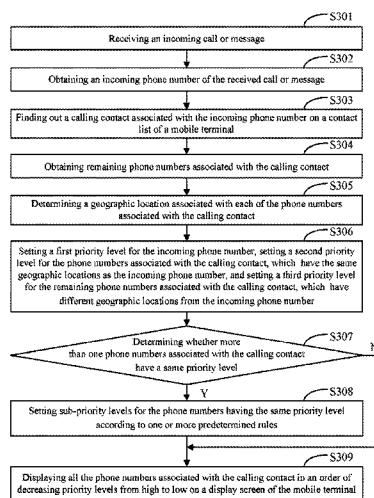 S301
Receiving an incoming call or message
S302
Obtaining an incoming phone number of the received call or message
S303
Finding out a calling contact associated with the incoming phone number on a contact
list of a mobile terminal
S304
Obtaining remaining phone numbers associated with the calling contact
S305
Determining a geographic location associated with each of the phone numbers
associated with the calling contact
S306
Setting a first priority level for the incoming number, setting a second priority
level for the phone numbers associated with the calling contact, which have the same
geographic locations as the incoming phone number, and setting a third priority level
for the remaining phone numbers associated with the calling contact, which have
different geographic locations from the incoming phone number
S307
Determining whether more
than one phone numbers associated with the calling contact
have a same priority level
N
Y
S308
Setting sub-priority levels for the phone numbers having the same priority level
according to one or more predetermined rules
S309
Displaying all the phone numbers associated with the calling contact in an order of
decreasing priority levels from high to low on a display screen of the mobile terminal